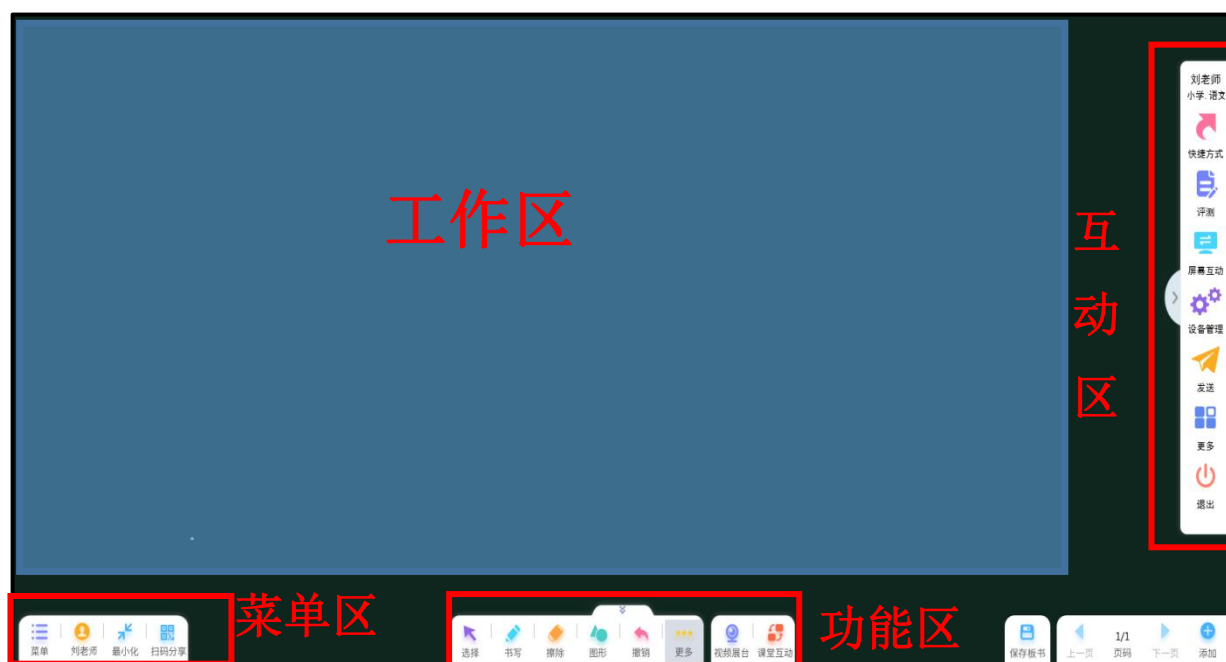 工作区
互
动
区
刘老师
小学.语文
快捷方式
评测
屏幕互动
设备管理
发送
更多
退出
菜单区
功能区
菜单 刘老师 最小化 扫码分享
选择 书写 擦除 图形 撤销 更多 视频展台 课堂互动
保存板书 上一页 1/1 页码 下一页 添加